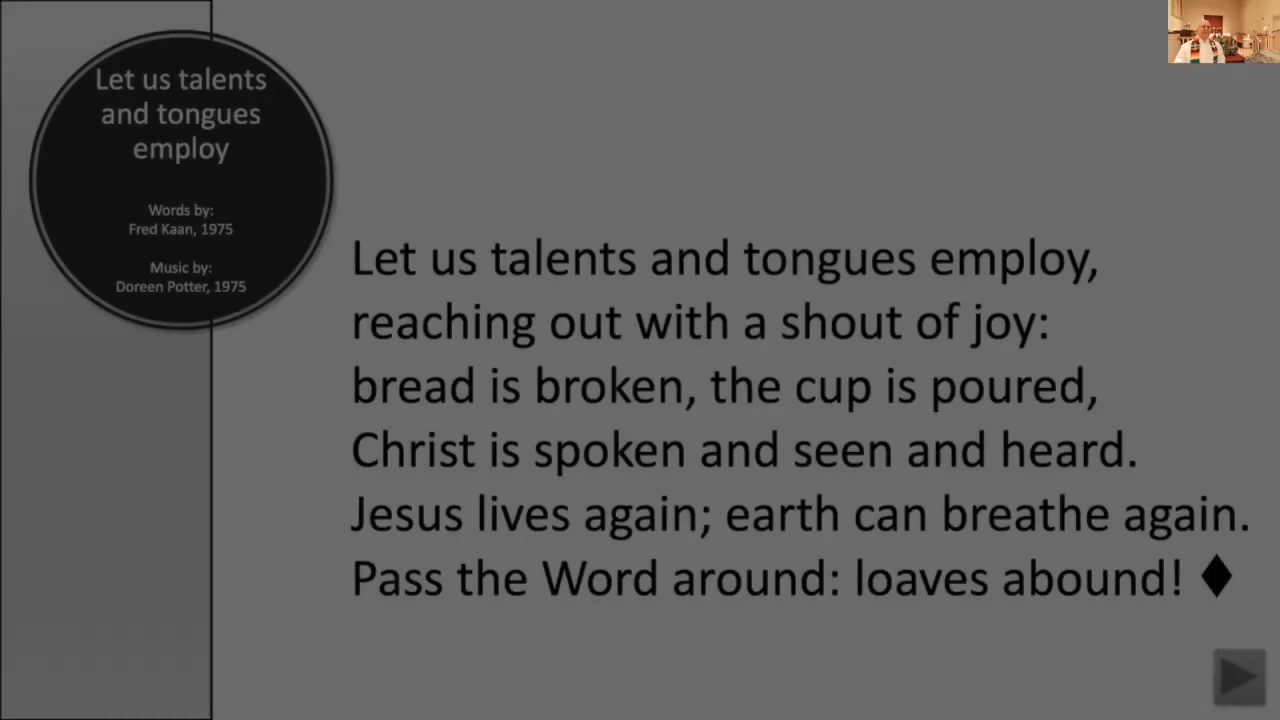 Let us talents
and tongues
employ
Words by:
Fred Kaan, 1975
Music by:
Doreen Potter, 1975
Let us talents and tongues employ,
reaching out with a shout of joy:
bread is broken, the cup is poured,
Christ is spoken and seen and heard.
Jesus lives again; earth can breathe again.
Pass the Word around: loaves abound! ♦